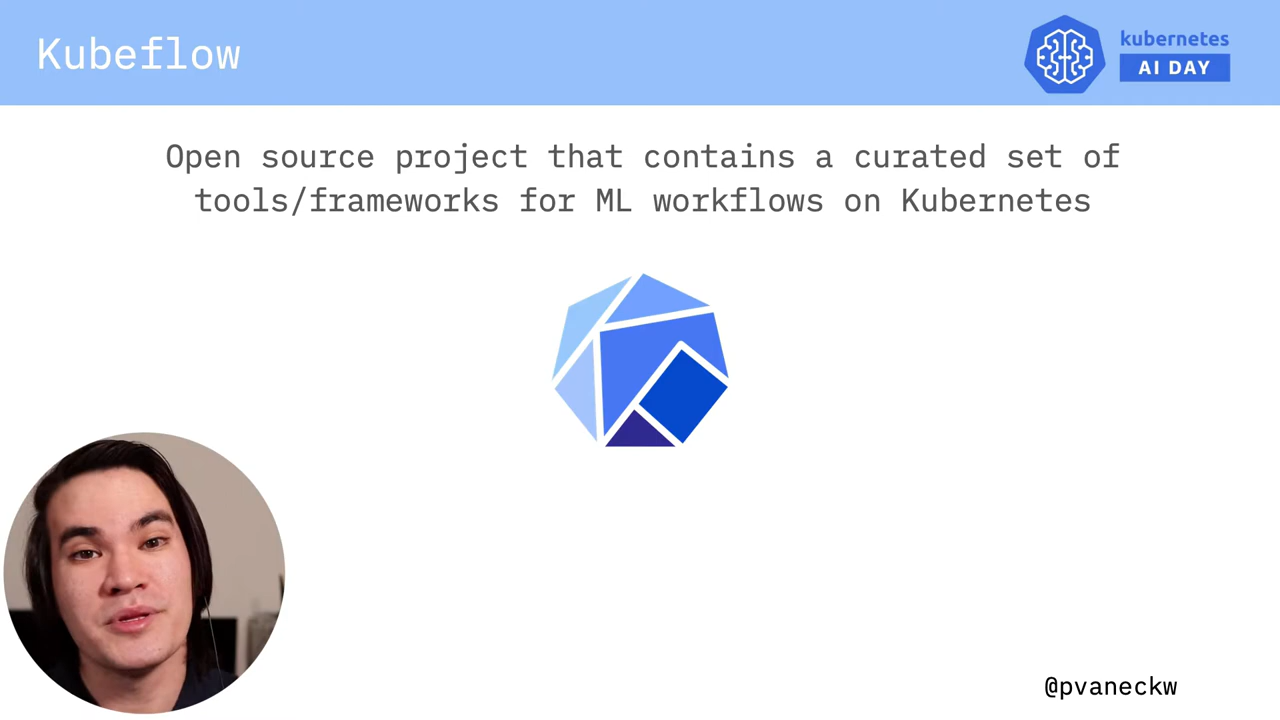 Kubeflow
kubernetes
AI DAY
Open source project that contains a curated set of
tools/frameworks for ML workflows on Kubernetes
@pvaneckw